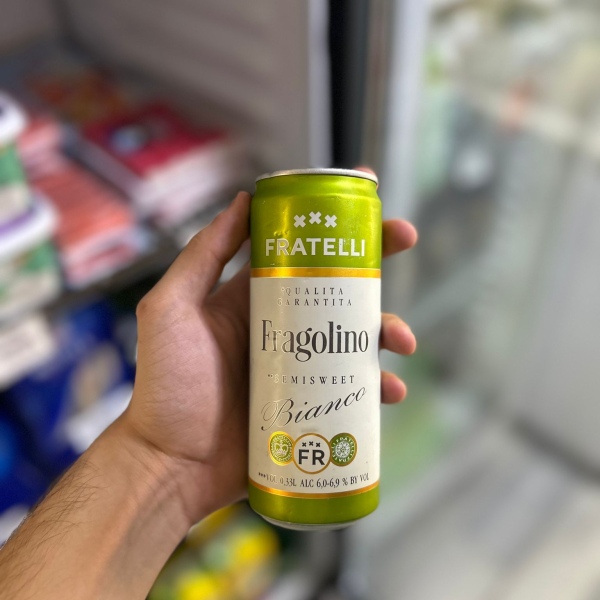 FRATELLI
QUALITA
GARANTITA
Fragolino
SEMISWEET
Bianco
FR
0,33L ALC 6,0-6,9 % BY VOL